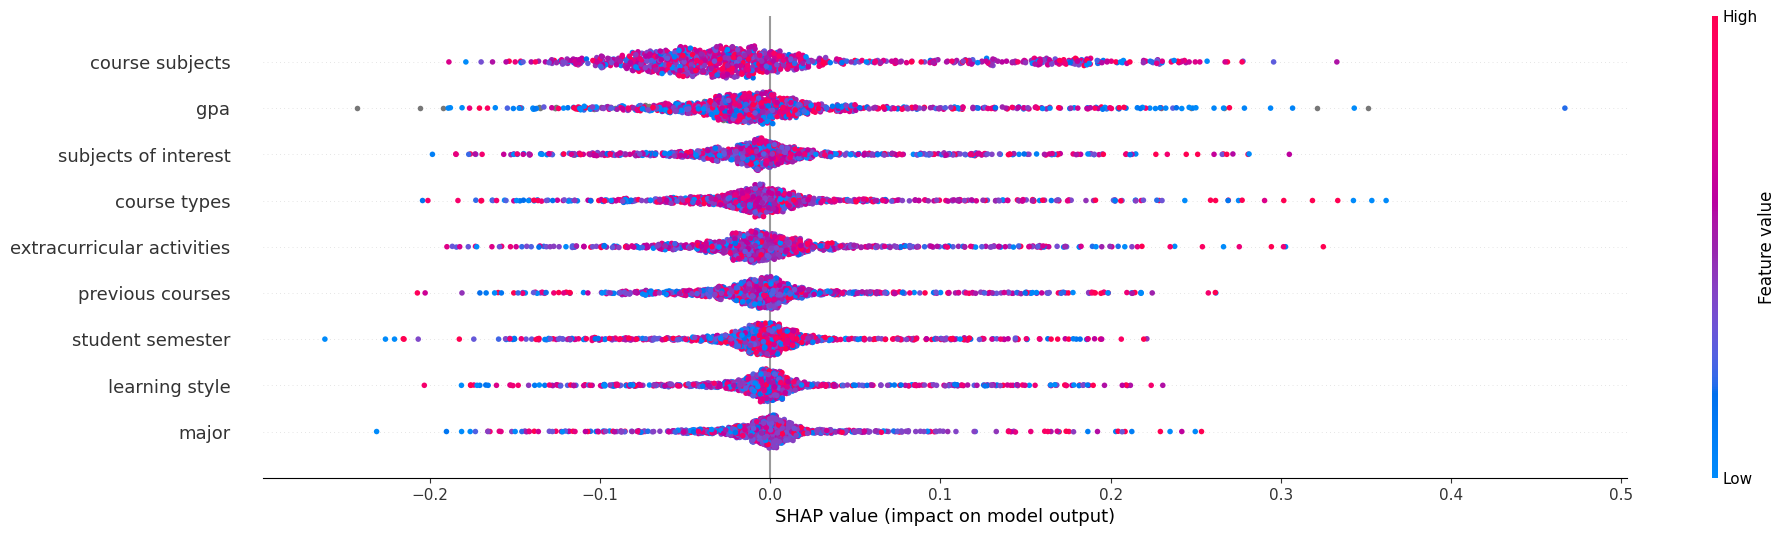 High
course subjects
gpa
subjects of interest
course types
extracurricular activities
previous courses
student semester
learning style
major
Feature value
Low
−0.2 −0.1 0.0 0.1 0.2 0.3 0.4 0.5
SHAP value (impact on model output)